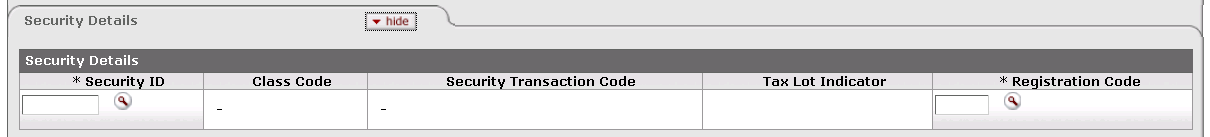 Security Details
hide
Security Details
* Security ID Class Code Security Transaction Code Tax Lot Indicator * Registration Code
- -